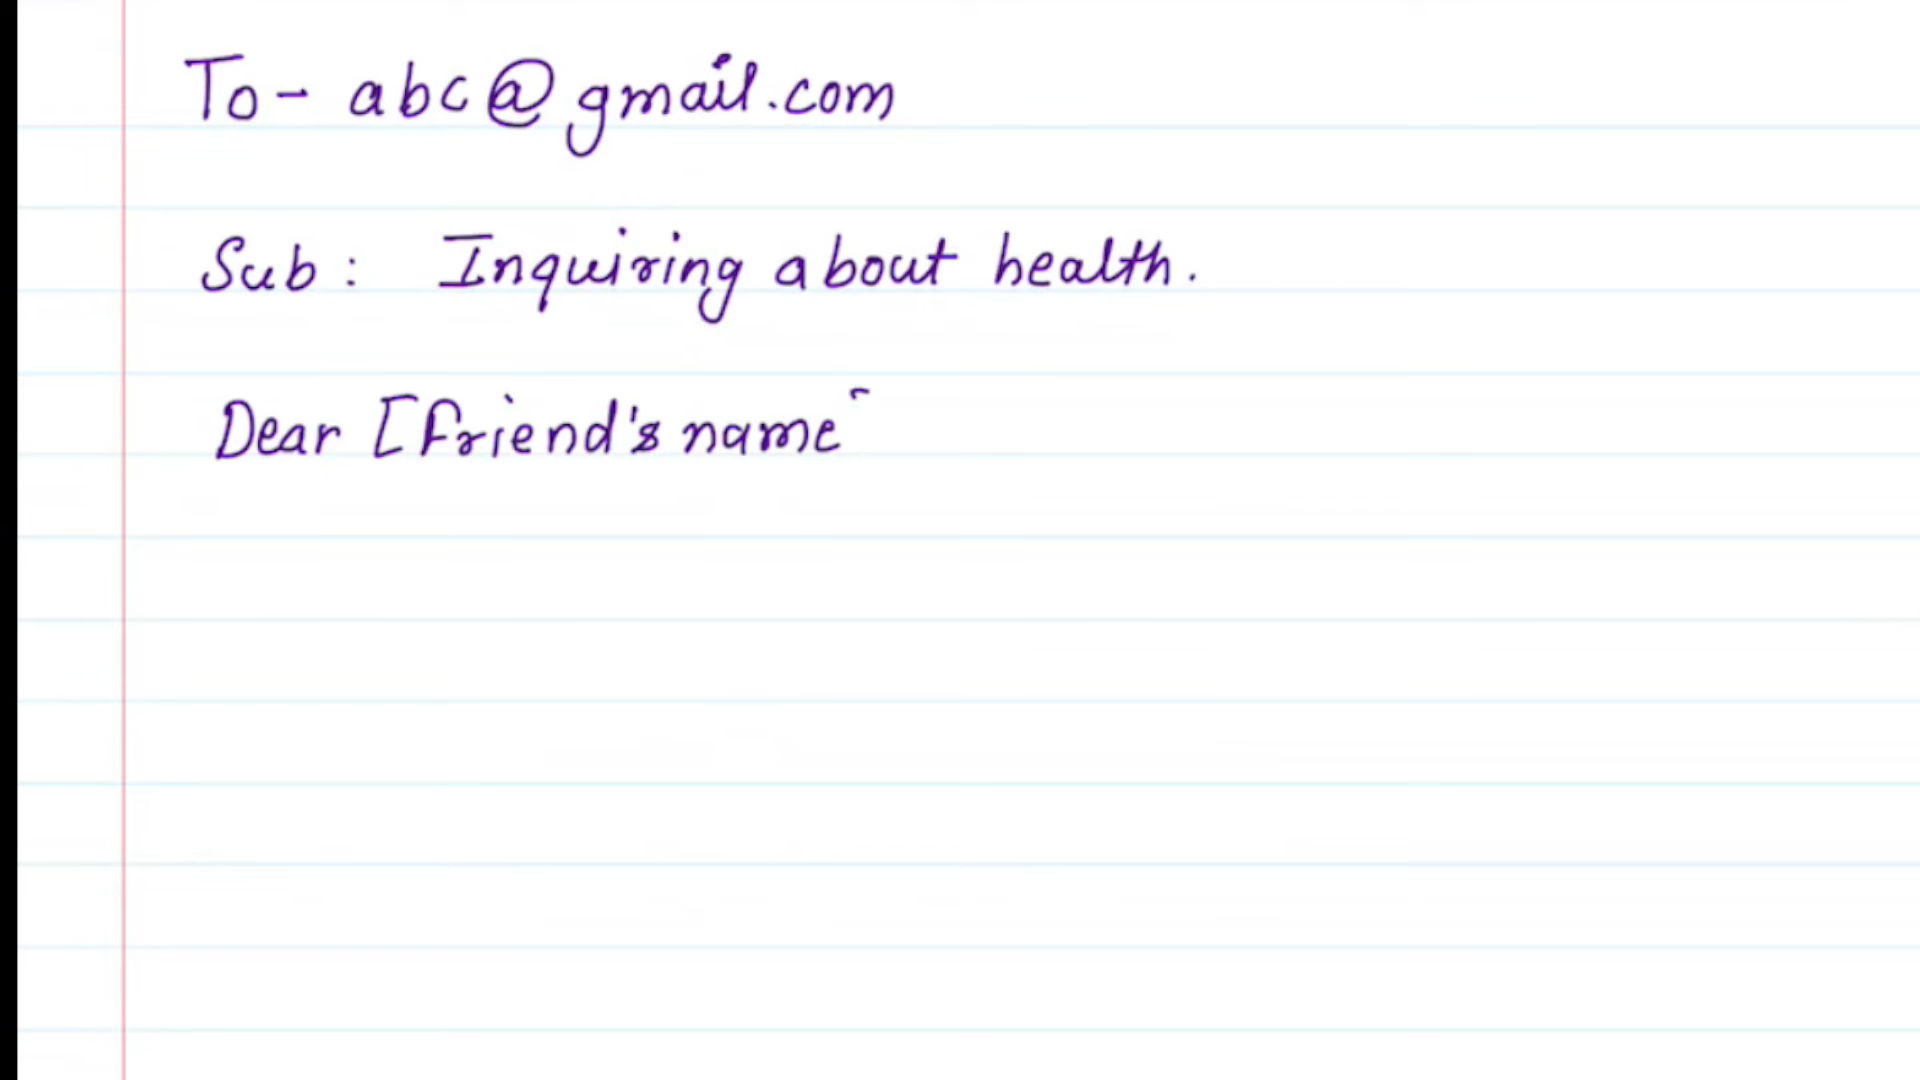 To- abc@gmail.com
Sub: Inquiring about health.
Dear [Friend's name